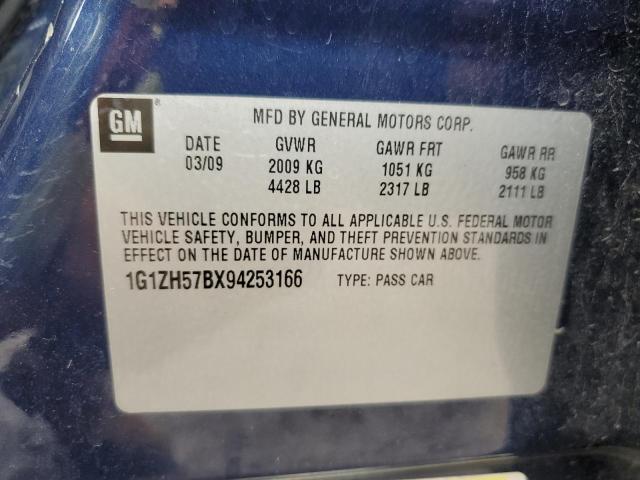 GM ® MFD BY GENERAL MOTORS CORP.
DATE GVWR GAWR FRT GAWR RR
03/09 2009 KG 1051 KG 958 KG
4428 LB 2317 LB 2111 LB
THIS VEHICLE CONFORMS TO ALL APPLICABLE U.S. FEDERAL MOTOR
VEHICLE SAFETY, BUMPER, AND THEFT PREVENTION STANDARDS IN
EFFECT ON THE DATE OF MANUFACTURE SHOWN ABOVE.
1G1ZH57BX94253166 TYPE: PASS CAR